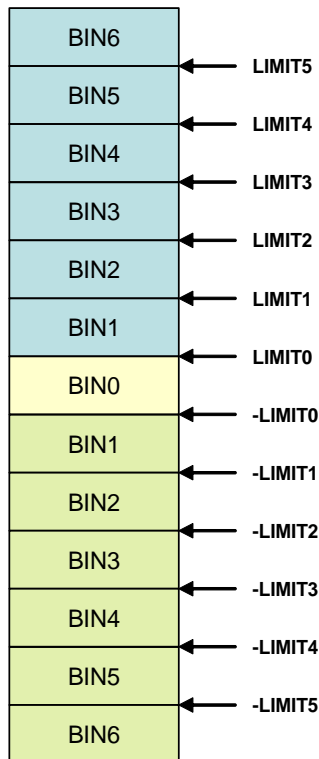 BIN6
LIMIT5
BIN5
LIMIT4
BIN4
LIMIT3
BIN3
LIMIT2
BIN2
LIMIT1
BIN1
LIMIT0
BIN0
-LIMIT0
BIN1
-LIMIT1
BIN2
-LIMIT2
BIN3
-LIMIT3
BIN4
-LIMIT4
BIN5
-LIMIT5
BIN6